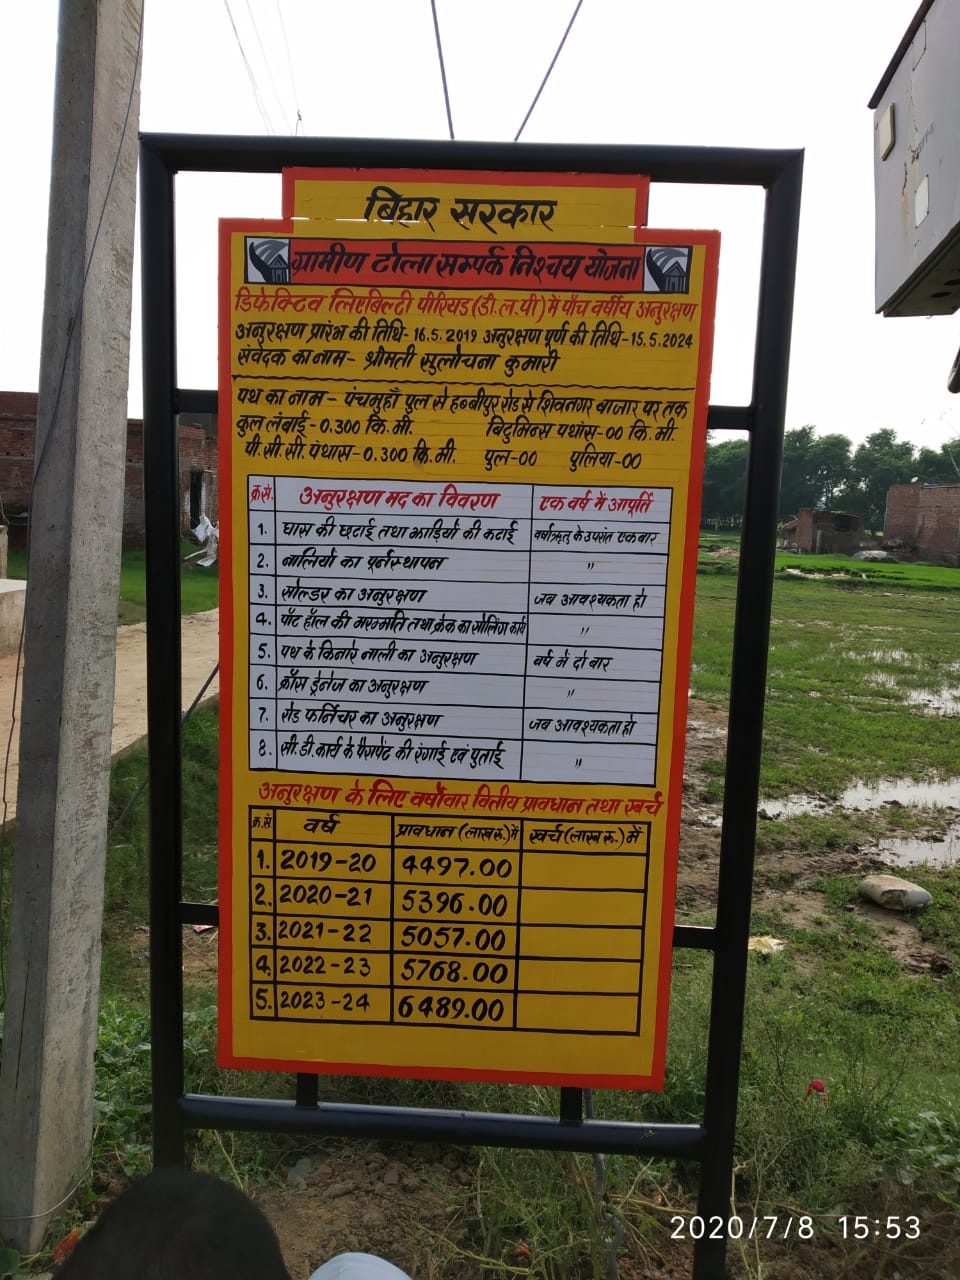 बिहार सरकार
ग्रामीण टोला सम्पर्क निश्चय योजना
डिफेक्टिव लिएबिल्टी पीरियड (डी.ल.पी) में पाँच वर्षीय अनुरक्षण
अनुरक्षण प्रारंभ की तिथि- 16.5.2019 अनुरक्षण पूर्ण की तिथि-15.5.2024
संवेदक का नाम- श्रीमती सुलोचना कुमारी
पथ का नाम- पंचमुहाँ पुल से हब्बीपुर रोड से शिवनगर बाजार पर तक
कुल लंबाई-0.300 कि.मी. बिटुमिन्स पथांस-00 कि.मी.
पी.सी.सी. पंथास-0.300 कि.मी. पुल-00 पुलिया-00
क्र.सं. अनुरक्षण मद का विवरण एक वर्ष में आपूर्ति
1. घास की छटाई तथा झाड़ियों की कटाई वर्षाऋतु के उपरांत एक बार
2. नालियों का पूर्नस्थापन "
3. सोल्डर का अनुरक्षण जब आवश्यकता हो
4. पॉट हॉल की मरम्मति तथा क्रेक का सीलिंग कार्य "
5. पथ के किनारे नाली का अनुरक्षण वर्ष में दो बार
6. क्रॉस ड्रेनेज का अनुरक्षण "
7. रोड फर्निचर का अनुरक्षण जब आवश्यकता हो
8. सी.डी. कार्य के पैरापेट की रंगाई एवं पुताई "
अनुरक्षण के लिए वर्षोवार वितीय प्रावधान तथा खर्च
क्र.सं वर्ष प्रावधान (लाख रू.) में खर्च (लाख रू.) में
1. 2019-20 4497.00
2. 2020-21 5396.00
3. 2021-22 5057.00
4. 2022-23 5768.00
5. 2023-24 6489.00
2020/7/8 15:53